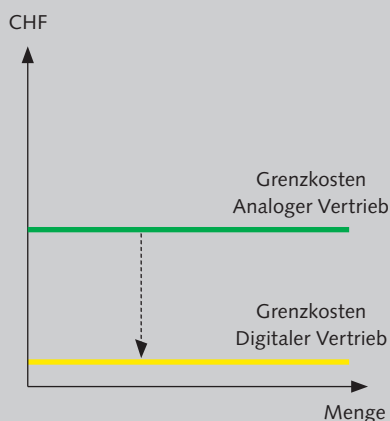 CHF
Grenzkosten
Analoger Vertrieb
Grenzkosten
Digitaler Vertrieb
Menge